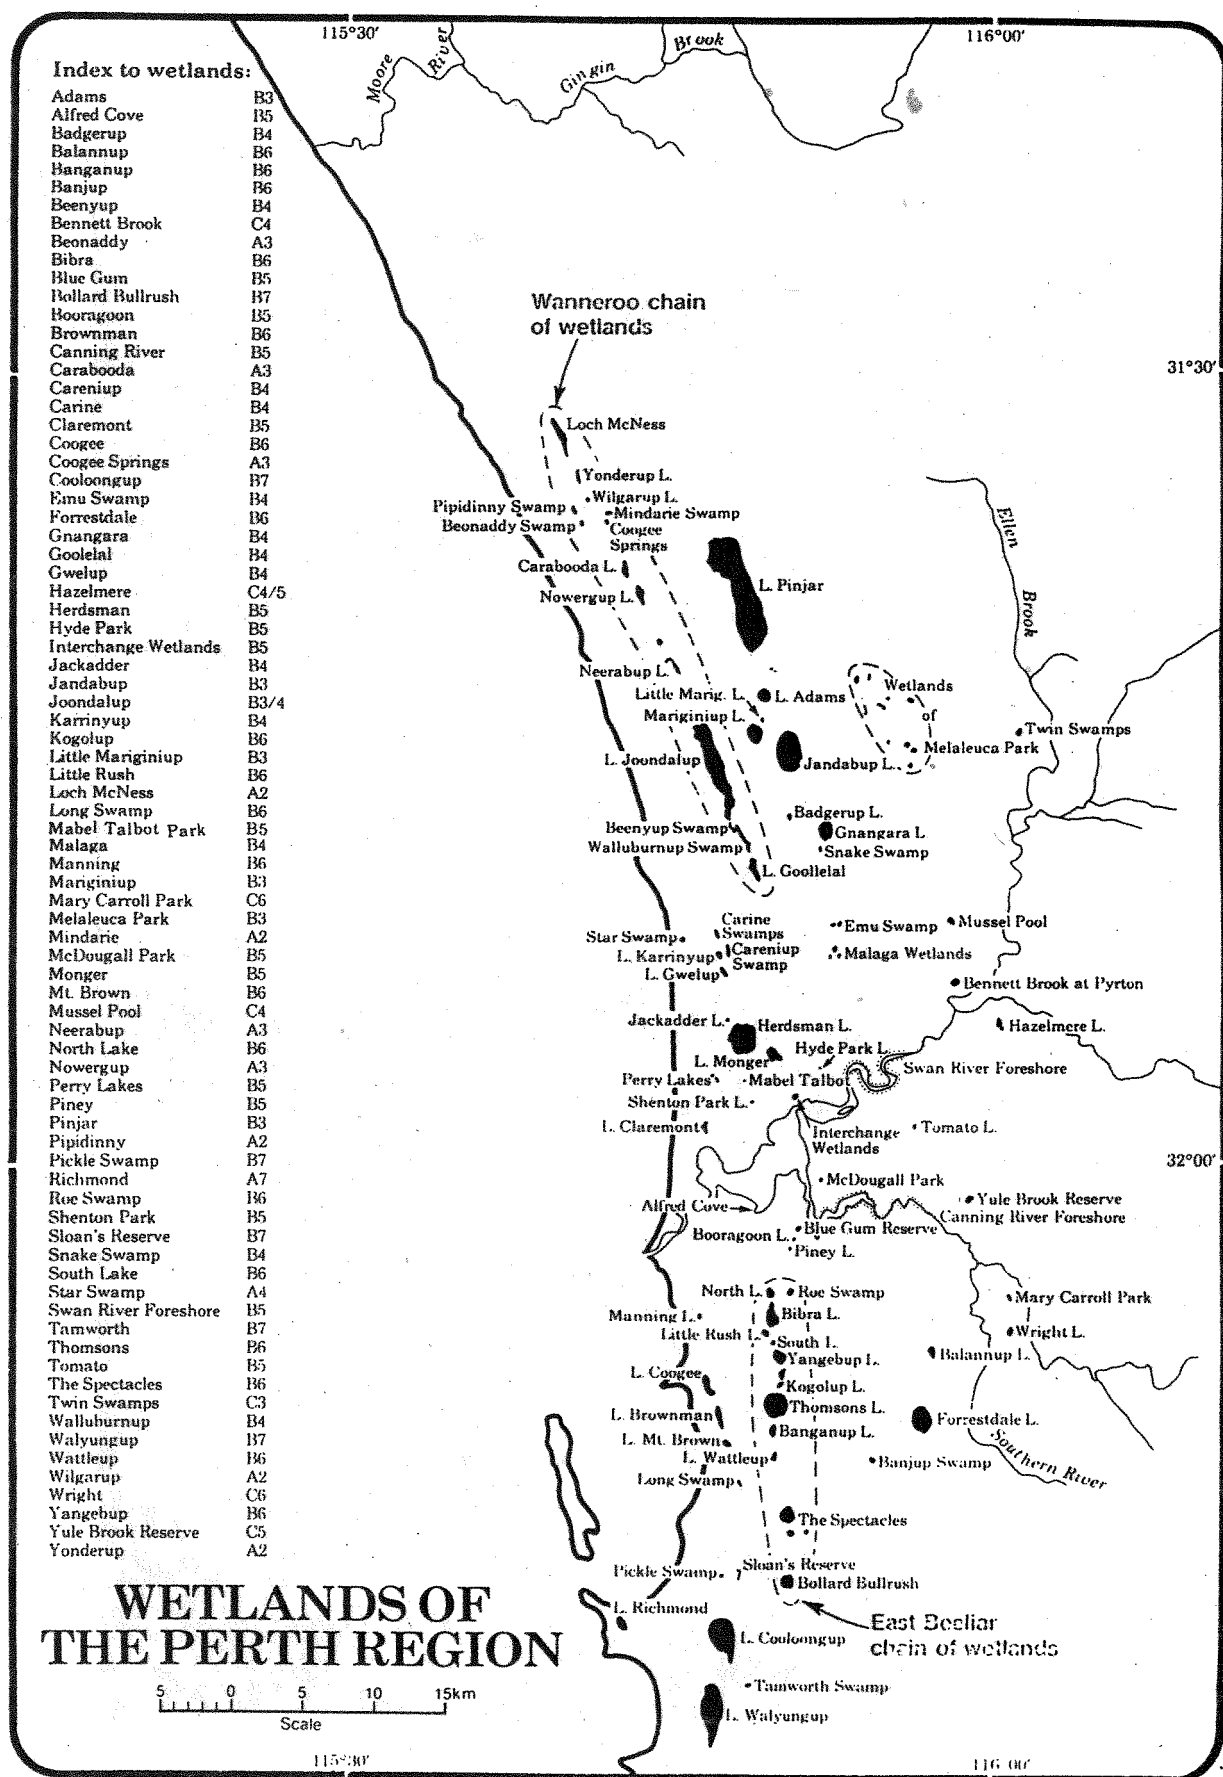 115°30'
116°00'
Moore
River
Gingin
Brook
Index to wetlands:
Adams B3
Alfred Cove B5
Badgerup B4
Balannup B6
Banganup B6
Banjup B6
Beenyup B4
Bennett Brook C4
Beonaddy A3
Bibra B6
Blue Gum B5
Bollard Bullrush B7
Booragoon B5
Brownman B6
Canning River B5
Carabooda A3
Careniup B4
Carine B4
Claremont B5
Coogee B6
Coogee Springs A3
Cooloongup B7
Emu Swamp B4
Forrestdale B6
Gnangara B4
Goolelal B4
Gwelup B4
Hazelmere C4/5
Herdsman B5
Hyde Park B5
Interchange Wetlands B5
Jackadder B4
Jandabup B3
Joondalup B3/4
Karrinyup B4
Kogolup B6
Little Mariginiup B3
Little Rush B6
Loch McNess A2
Long Swamp B6
Mabel Talbot Park B5
Malaga B4
Manning B6
Mariginiup B3
Mary Carroll Park C6
Melaleuca Park B3
Mindarie A2
McDougall Park B5
Monger B5
Mt. Brown B6
Mussel Pool C4
Neerabup A3
North Lake B6
Nowergup A3
Perry Lakes B5
Piney B5
Pinjar B3
Pipidinny A2
Pickle Swamp B7
Richmond A7
Roe Swamp B6
Shenton Park B5
Sloan's Reserve B7
Snake Swamp B4
South Lake B6
Star Swamp A4
Swan River Foreshore B5
Tamworth B7
Thomsons B6
Tomato B5
The Spectacles B6
Twin Swamps C3
Walluburnup B4
Walyungup B7
Wattleup B6
Wilgarup A2
Wright C6
Yangebup B6
Yule Brook Reserve C5
Yonderup A2
Wanneroo chain
of wetlands
31°30'
Loch McNess
Yonderup L.
Wilgarup L.
Pipidinny Swamp
Mindarie Swamp
Beonaddy Swamp
Coogee
Springs
Ellen
Brook
Carabooda L.
L. Pinjar
Nowergup L.
Neerabup L.
Little Marig. L.
L. Adams
Wetlands
of
Melaleuca Park
Mariginiup L.
Twin Swamps
L. Joondalup
Jandabup L.
Badgerup L.
Beenyup Swamp
Gnangara L
Walluburnup Swamp
Snake Swamp
L. Goollelal
Carine
Swamps
Emu Swamp
Mussel Pool
Star Swamp
L. Karrinyup
Careniup
Swamp
Malaga Wetlands
L. Gwelup
Bennett Brook at Pyrton
Jackadder L.
Herdsman L.
Hazelmere L.
Hyde Park L.
L. Monger
Swan River Foreshore
Perry Lakes
Mabel Talbot
Shenton Park L.
L. Claremont
Interchange
Wetlands
Tomato L.
32°00'
McDougall Park
Alfred Cove
Yule Brook Reserve
Canning River Foreshore
Blue Gum Reserve
Booragoon L.
Piney L.
North L.
Roe Swamp
Mary Carroll Park
Manning L.
Bibra L.
Little Rush L.
South L.
Wright L.
Yangebup L.
Balannup L.
L. Coogee
Kogolup L.
Thomsons L.
L. Brownman
Forrestdale L.
Banganup L.
L. Mt. Brown
L. Wattleup
Banjup Swamp
Southern River
Long Swamp
The Spectacles
Pickle Swamp
Sloan's Reserve
Bollard Bullrush
L. Richmond
East Beeliar
chain of wetlands
L. Cooloongup
Tamworth Swamp
L. Walyungup
WETLANDS OF
THE PERTH REGION
5 0 5 10 15km
Scale
115°30'
116 00'